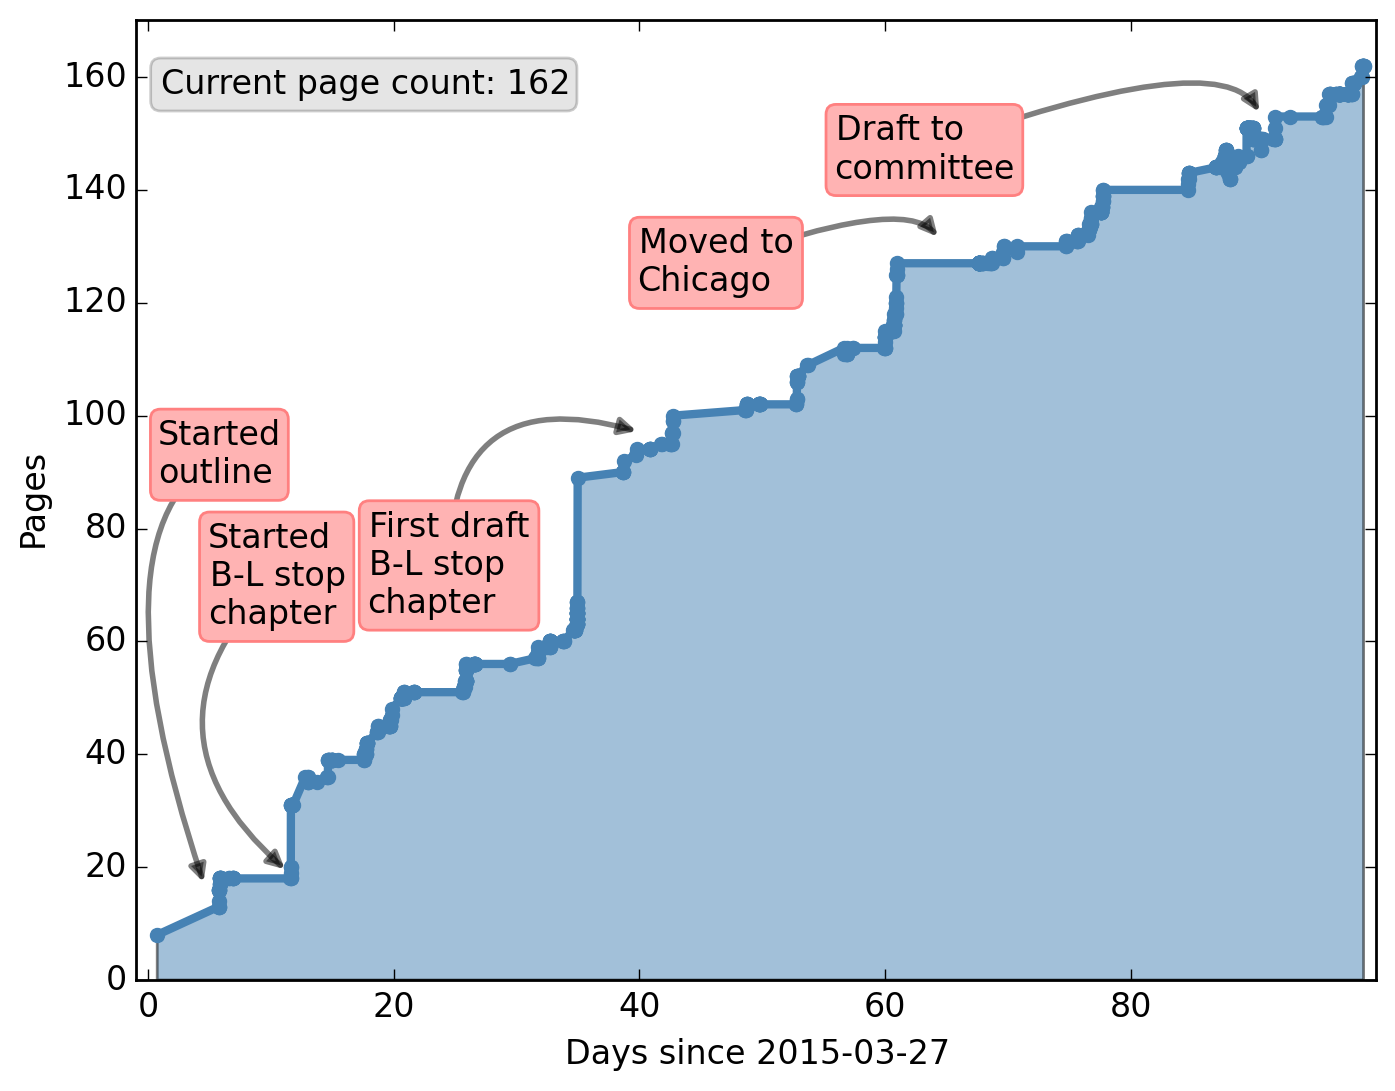 Current page count: 162
Draft to
committee
Moved to
Chicago
Started
outline
Started
B-L stop
chapter
First draft
B-L stop
chapter
Pages
160
140
120
100
80
60
40
20
0
0 20 40 60 80
Days since 2015-03-27